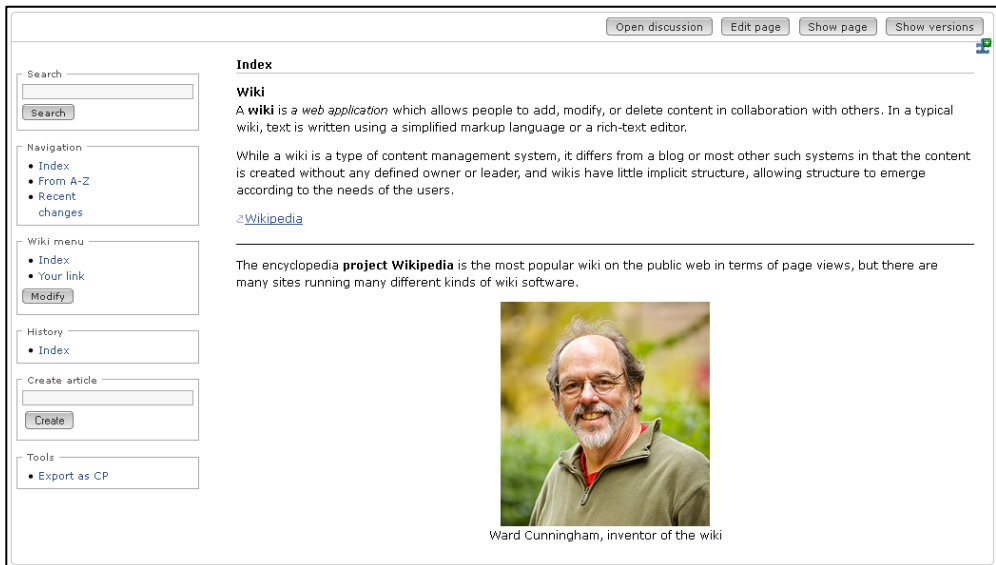 Open discussion Edit page Show page Show versions
Search
Search
Navigation
Index
From A-Z
Recent
changes
Wiki menu
Index
Your link
Modify
History
Index
Create article
Create
Tools
Export as CP
Index
Wiki
A wiki is a web application which allows people to add, modify, or delete content in collaboration with others. In a typical
wiki, text is written using a simplified markup language or a rich-text editor.
While a wiki is a type of content management system, it differs from a blog or most other such systems in that the content
is created without any defined owner or leader, and wikis have little implicit structure, allowing structure to emerge
according to the needs of the users.
Wikipedia
The encyclopedia project Wikipedia is the most popular wiki on the public web in terms of page views, but there are
many sites running many different kinds of wiki software.
Ward Cunningham, inventor of the wiki